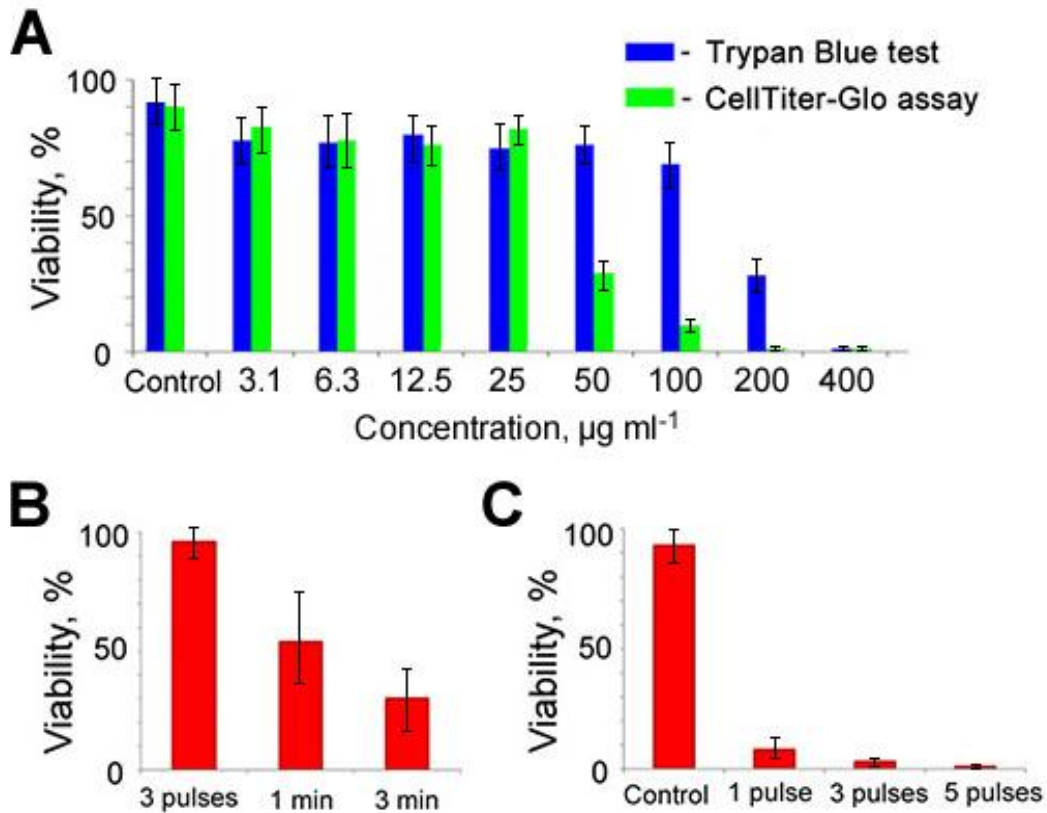 A
- Trypan Blue test
- CellTiter-Glo assay
Viability, %
100
50
0
Control 3.1 6.3 12.5 25 50 100 200 400
Concentration, µg ml⁻¹
B
Viability, %
100
50
0
3 pulses 1 min 3 min
C
Viability, %
100
50
0
Control 1 pulse 3 pulses 5 pulses